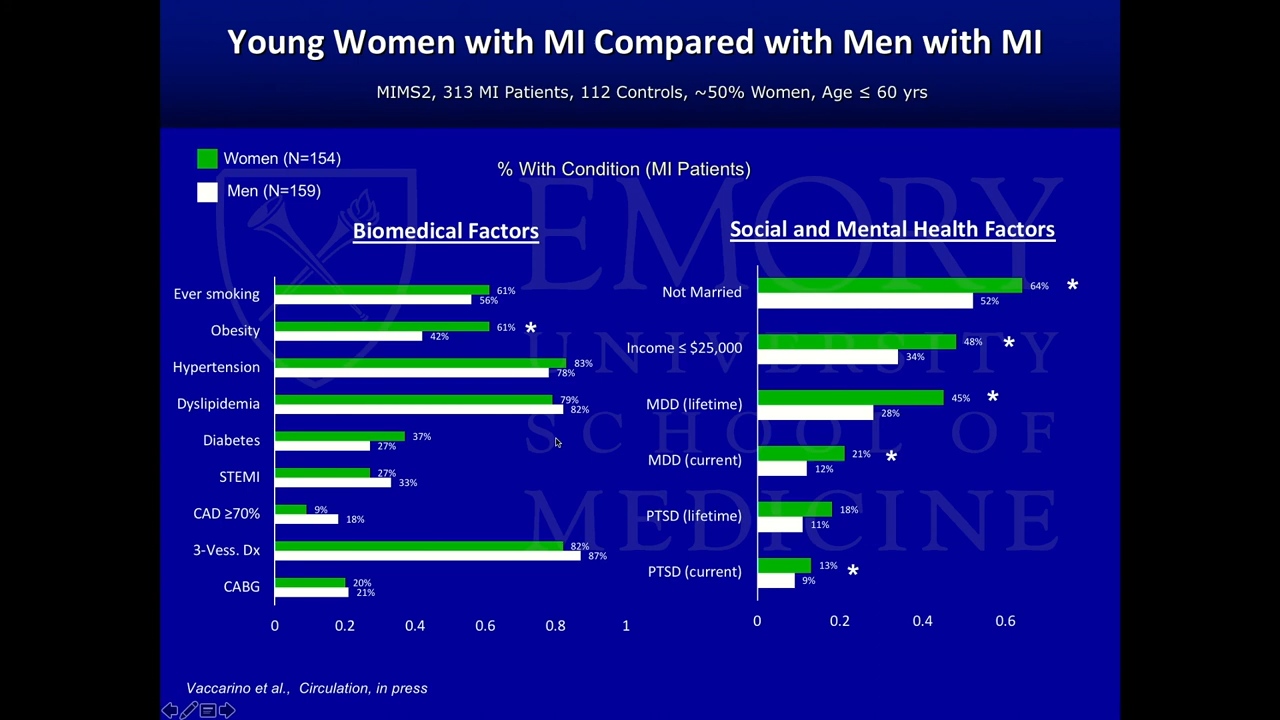 Young Women with MI Compared with Men with MI
MIMS2, 313 MI Patients, 112 Controls, ~50% Women, Age ≤ 60 yrs
Women (N=154)
Men (N=159)
% With Condition (MI Patients)
Biomedical Factors
Ever smoking 61%
56%
Obesity 61% *
42%
Hypertension 83%
78%
Dyslipidemia 79%
82%
Diabetes 37%
27%
STEMI 27%
33%
CAD ≥70% 9%
18%
3-Vess. Dx 82%
87%
CABG 20%
21%
0 0.2 0.4 0.6 0.8 1
Social and Mental Health Factors
Not Married 64% *
52%
Income ≤ $25,000 48% *
34%
MDD (lifetime) 45% *
28%
MDD (current) 21% *
12%
PTSD (lifetime) 18%
11%
PTSD (current) 13% *
9%
0 0.2 0.4 0.6
EMORY
UNIVERSITY
SCHOOL OF
MEDICINE
Vaccarino et al., Circulation, in press